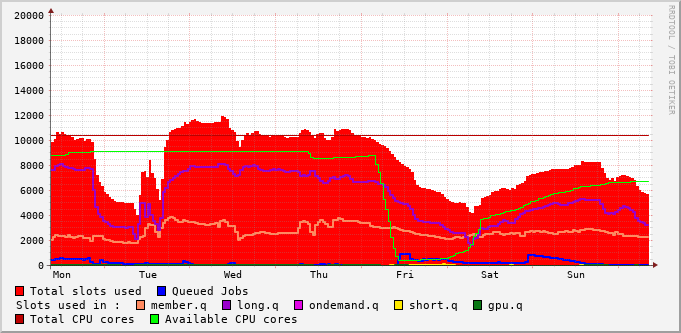 RRDTOOL / TOBI OETIKER
20000
18000
16000
14000
12000
10000
8000
6000
4000
2000
0
Mon Tue Wed Thu Fri Sat Sun
Total slots used Queued Jobs
Slots used in : member.q long.q ondemand.q short.q gpu.q
Total CPU cores Available CPU cores